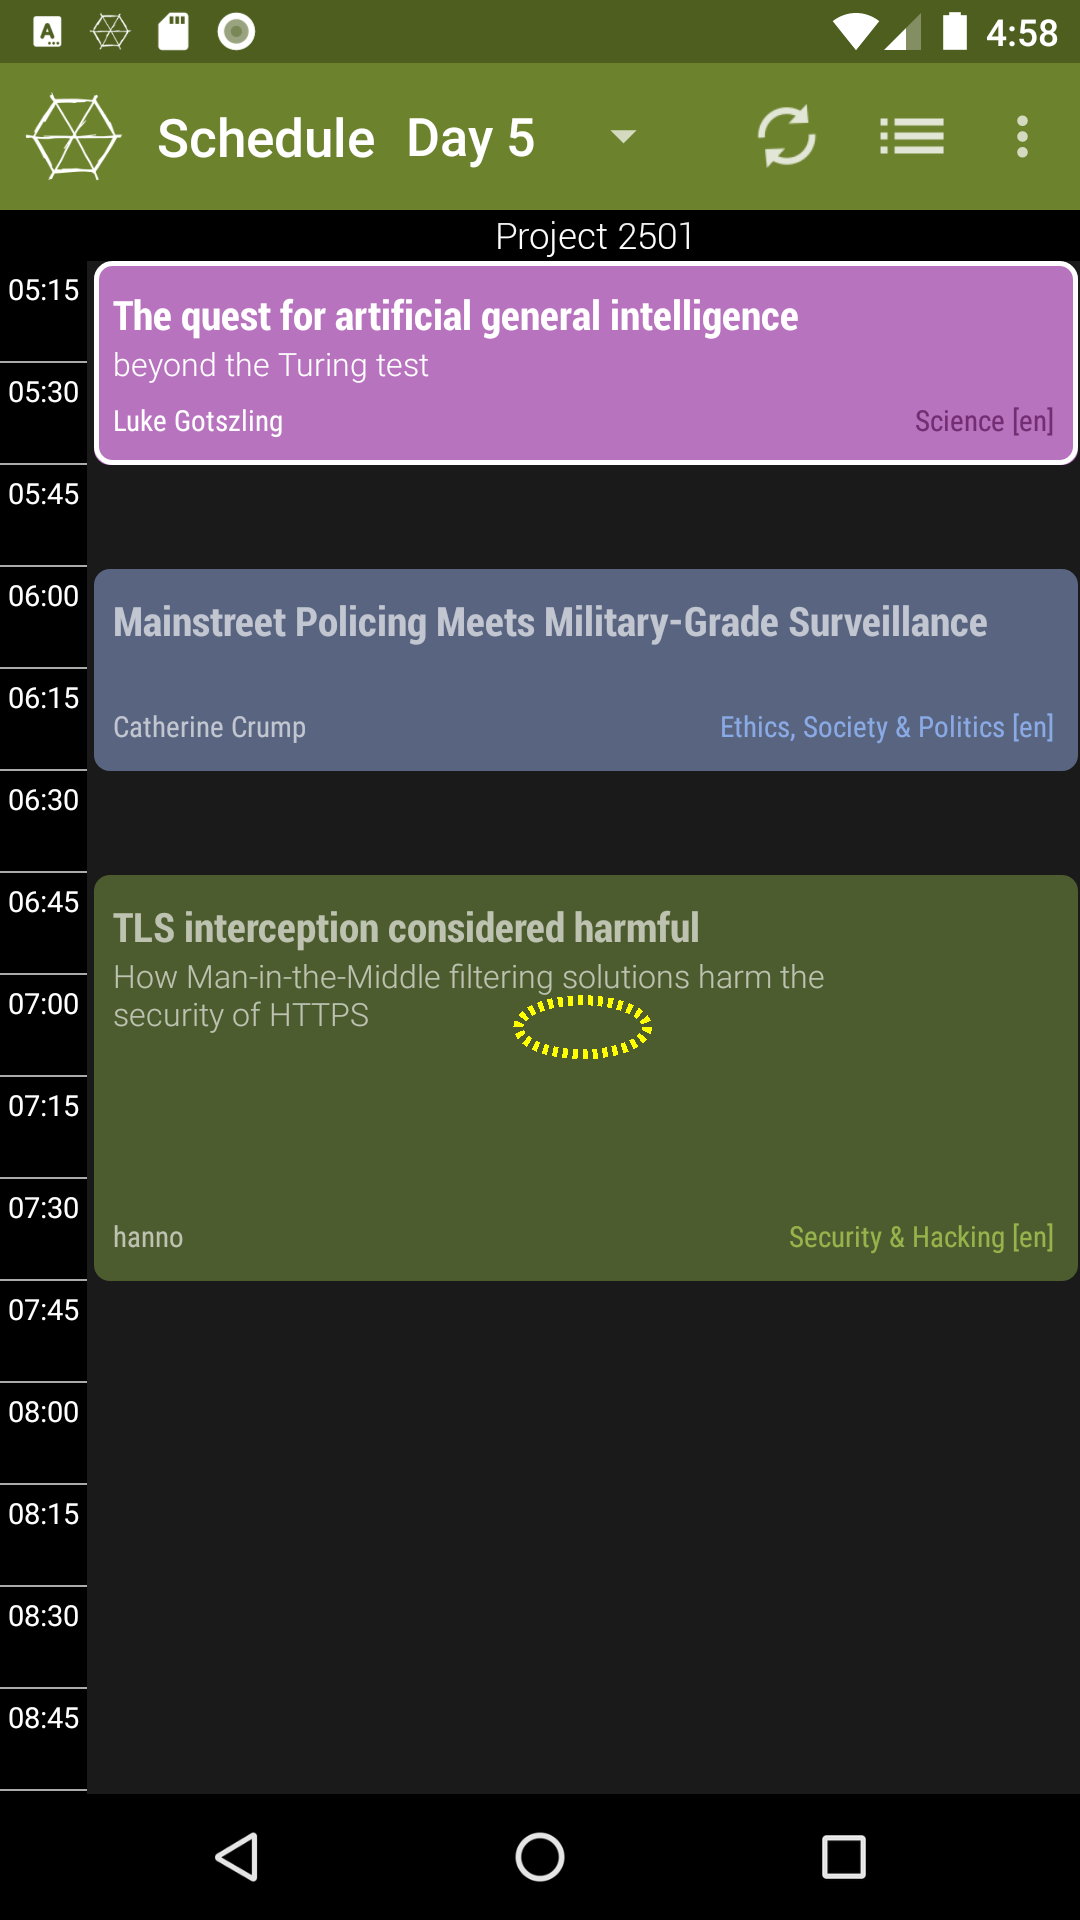 4:58
Schedule Day 5
Project 2501
05:15
The quest for artificial general intelligence
beyond the Turing test
05:30
Luke Gotszling
Science [en]
05:45
06:00
Mainstreet Policing Meets Military-Grade Surveillance
06:15
Catherine Crump
Ethics, Society & Politics [en]
06:30
06:45
TLS interception considered harmful
How Man-in-the-Middle filtering solutions harm the
security of HTTPS
07:00
07:15
07:30
hanno
Security & Hacking [en]
07:45
08:00
08:15
08:30
08:45